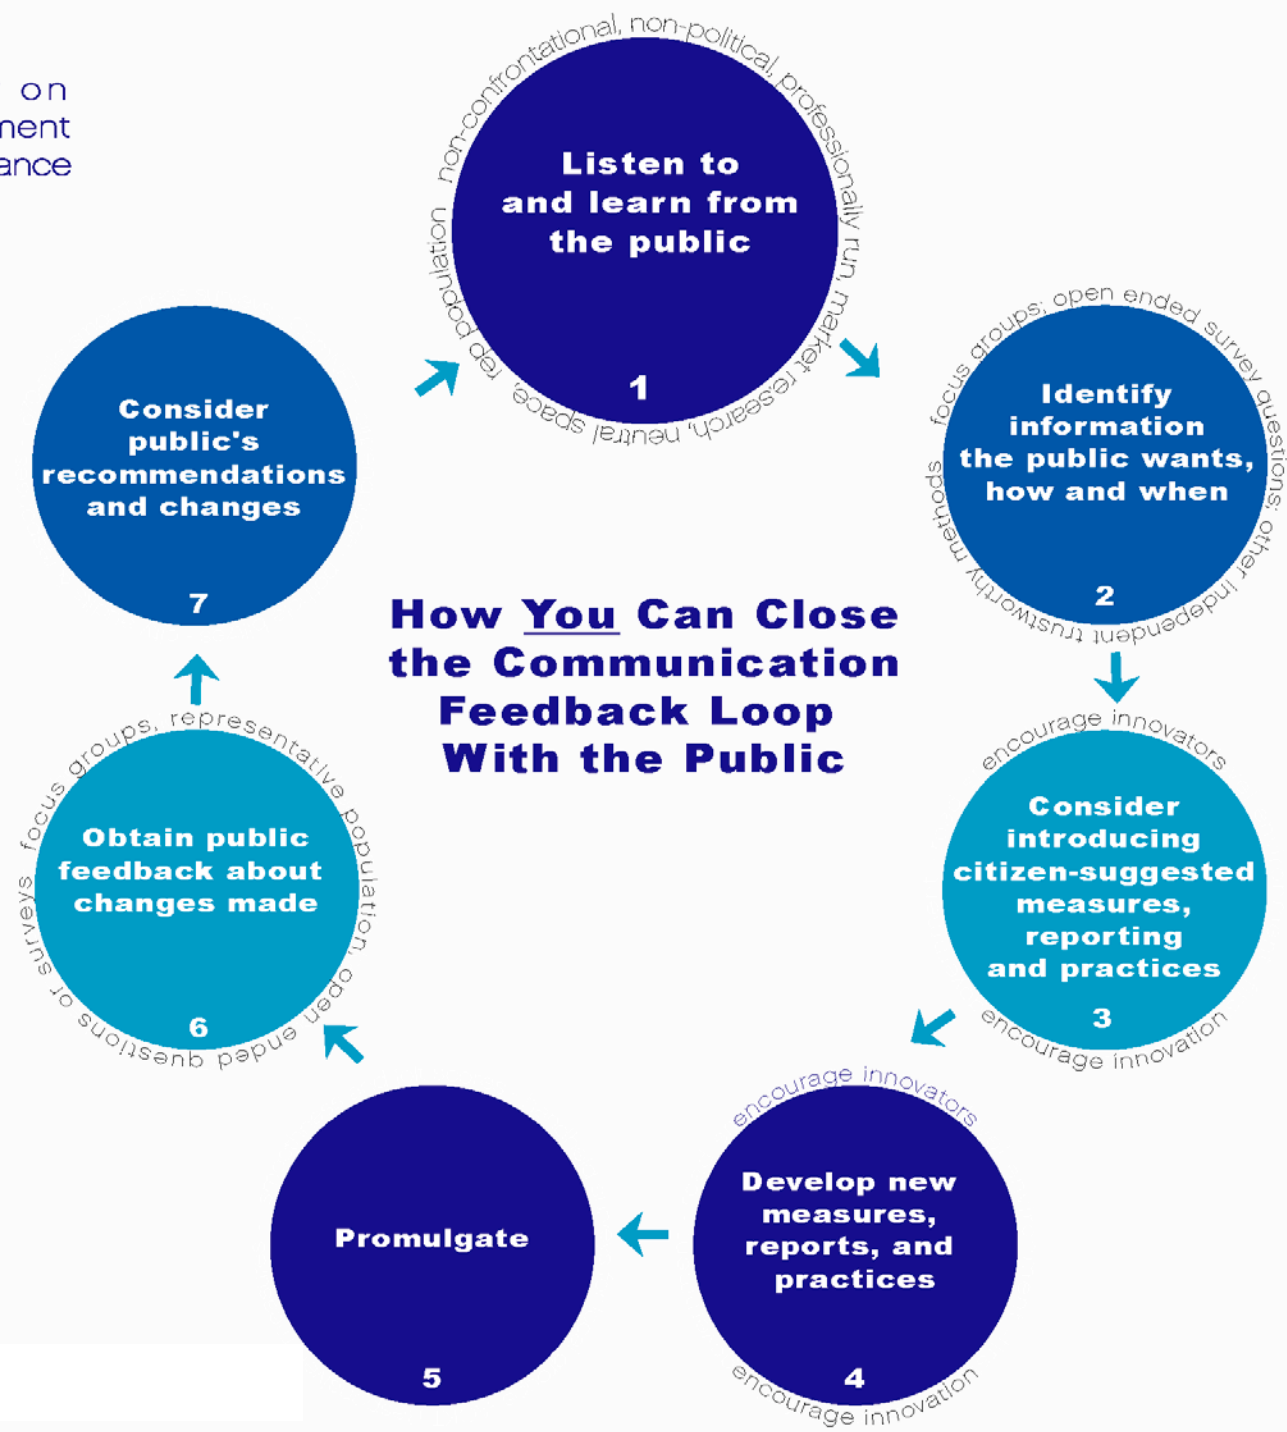 on
Listen to
and learn from
the public
1
non-confrontational, non-political, professionally run, market research, neutral space, rep population
Identify
information
the public wants,
how and when
2
focus groups; open ended survey questions; other independent trustworthy methods
Consider
introducing
citizen-suggested
measures,
reporting
and practices
3
encourage innovators
encourage innovation
Develop new
measures,
reports, and
practices
4
encourage innovators
encourage innovation
Promulgate
5
Obtain public
feedback about
changes made
6
focus groups, representative population, open ended questions or surveys
Consider
public's
recommendations
and changes
7
How You Can Close
the Communication
Feedback Loop
With the Public